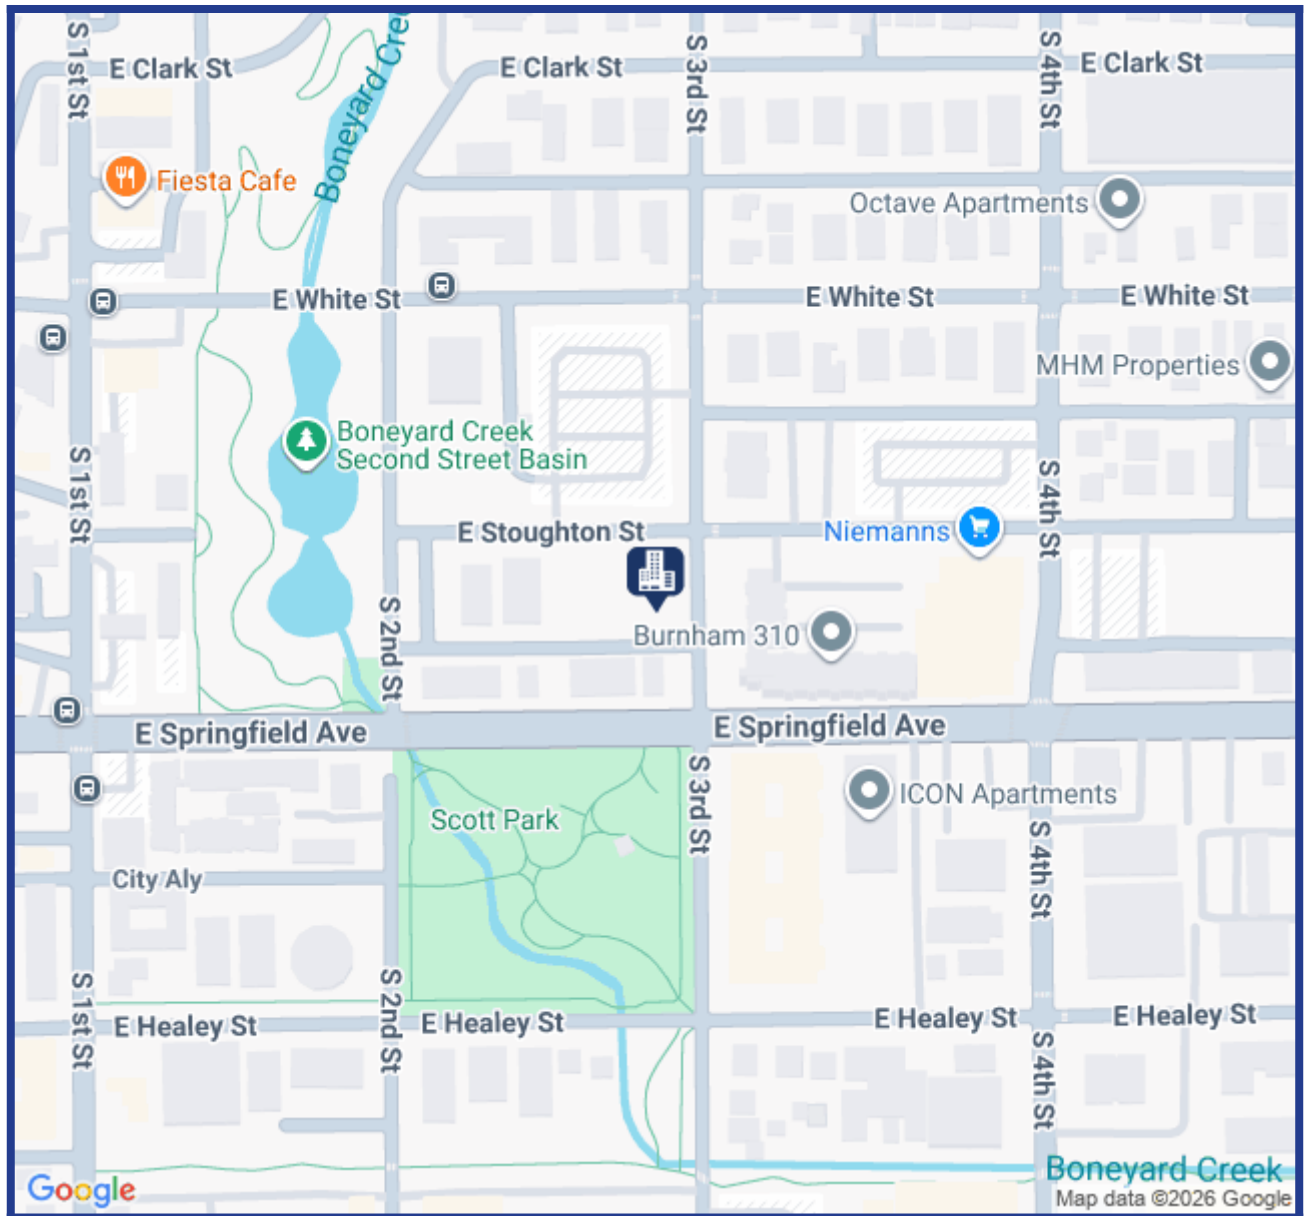 S 1st St
E Clark St
Boneyard Cree
E Clark St
S 3rd St
S 4th St
E Clark St
Fiesta Cafe
Octave Apartments
E White St
E White St
E White St
MHM Properties
Boneyard Creek
Second Street Basin
S 1st St
S 4th St
E Stoughton St
Niemanns
S 2nd St
Burnham 310
E Springfield Ave
E Springfield Ave
S 3rd St
ICON Apartments
Scott Park
S 4th St
City Aly
S 1st St
S 2nd St
E Healey St
E Healey St
E Healey St
E Healey St
S 4th St
Boneyard Creek
Google
Map data ©2026 Google